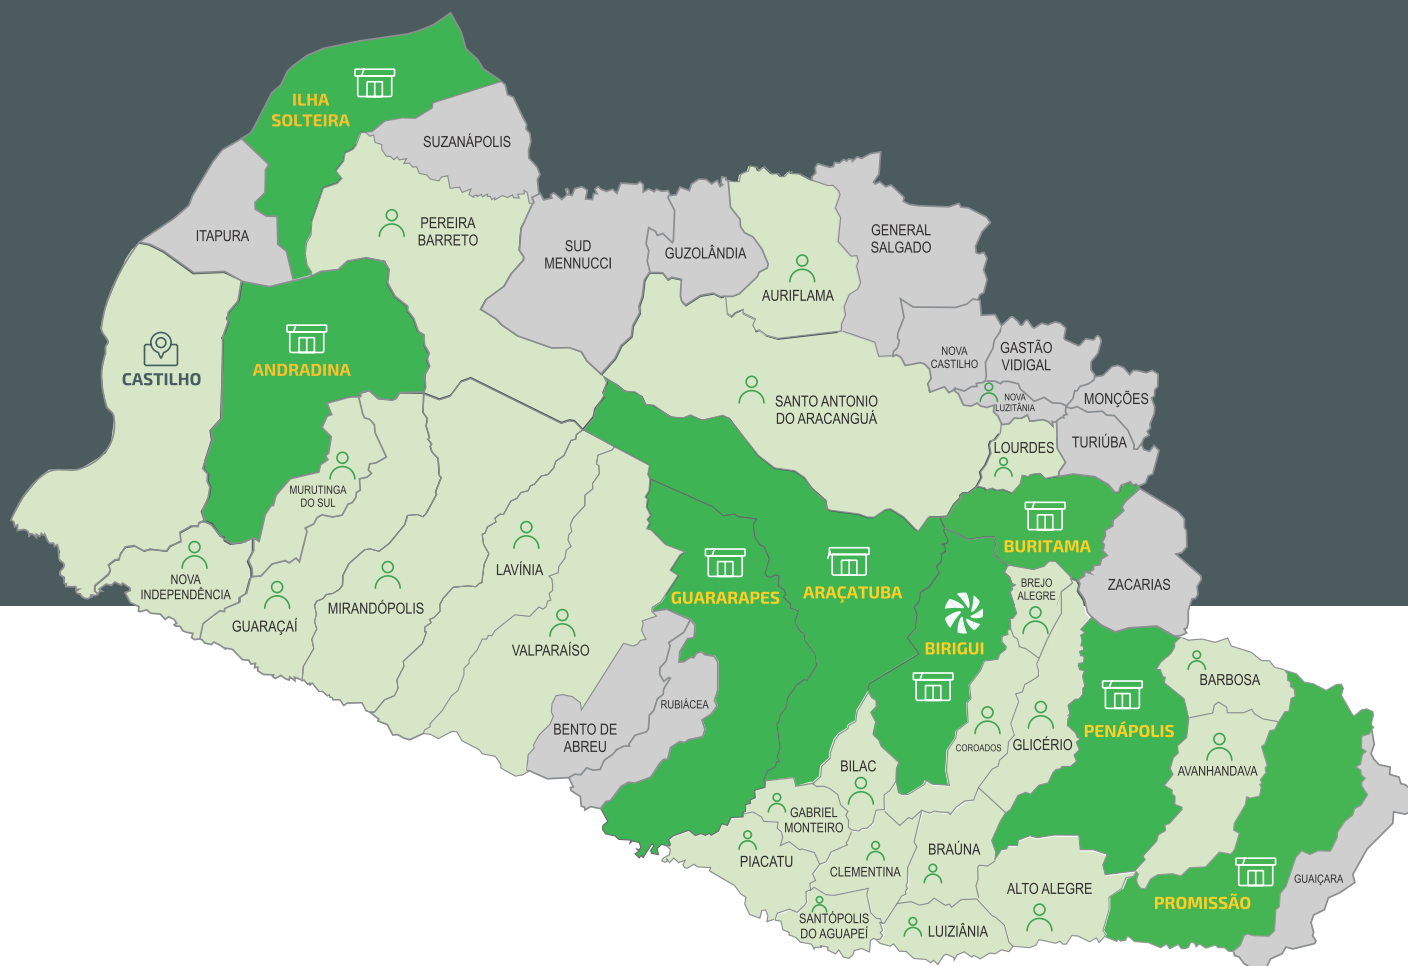 ILHA
SOLTEIRA
SUZANÁPOLIS
ITAPURA
PEREIRA
BARRETO
SUD
MENNUCCI
GUZOLÂNDIA
AURIFLAMA
GENERAL
SALGADO
CASTILHO
ANDRADINA
NOVA
CASTILHO
GASTÃO
VIDIGAL
NOVA
LUZITÂNIA
MONÇÕES
SANTO ANTONIO
DO ARACANGUÁ
LOURDES
TURIÚBA
MURUTINGA
DO SUL
BURITAMA
NOVA
INDEPENDÊNCIA
GUARAÇAÍ
MIRANDÓPOLIS
LAVÍNIA
VALPARAÍSO
GUARARAPES
ARAÇATUBA
BIRIGUI
BREJO
ALEGRE
ZACARIAS
BENTO DE
ABREU
RUBIÁCEA
COROADOS
GLICÉRIO
PENÁPOLIS
BARBOSA
AVANHANDAVA
BILAC
GABRIEL
MONTEIRO
PIACATU
CLEMENTINA
BRAÚNA
ALTO ALEGRE
SANTÓPOLIS
DO AGUAPEÍ
LUIZIÂNIA
PROMISSÃO
GUAIÇARA